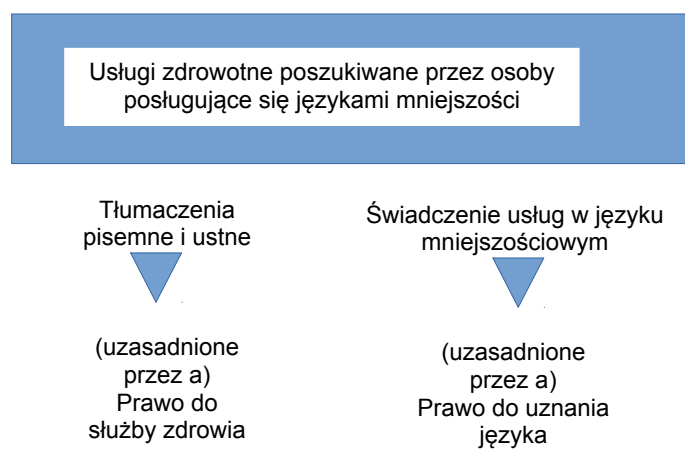 Usługi zdrowotne poszukiwane przez osoby
posługujące się językami mniejszości
Tłumaczenia
pisemne i ustne
(uzasadnione
przez a)
Prawo do
służby zdrowia
Świadczenie usług w języku
mniejszościowym
(uzasadnione
przez a)
Prawo do uznania
języka